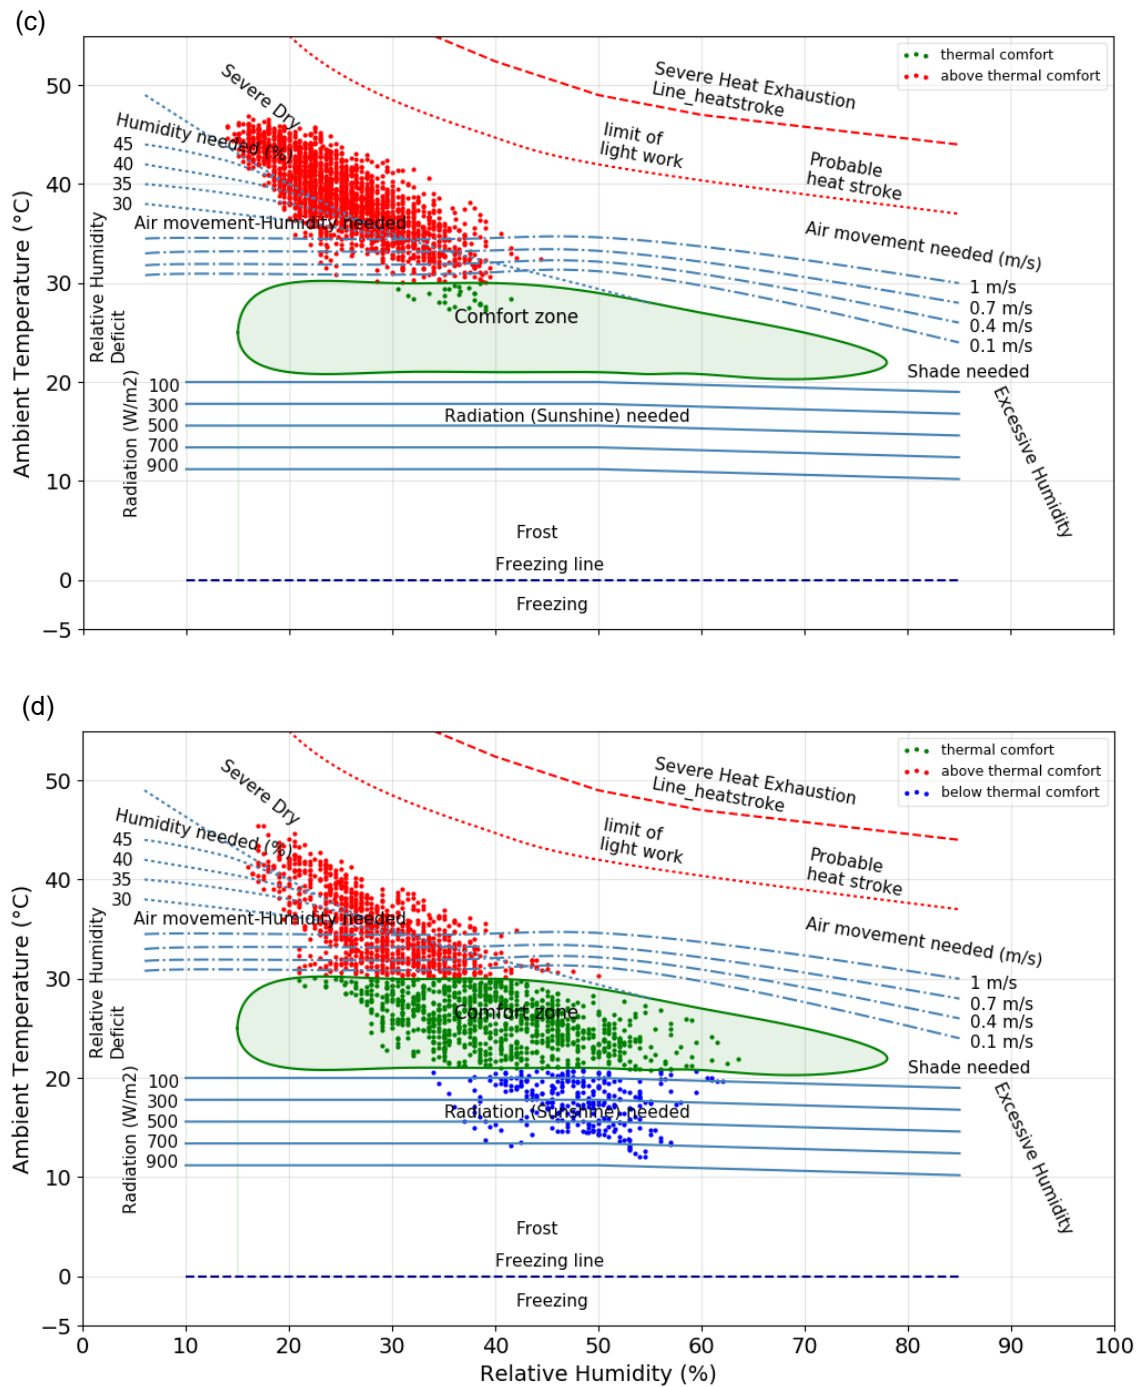 (c)
thermal comfort
above thermal comfort
Severe Heat Exhaustion
Line_heatstroke
Severe Dry
Humidity needed (%)
limit of
light work
Probable
heat stroke
45
40
35
30
Air movement-Humidity needed
Air movement needed (m/s)
1 m/s
0.7 m/s
0.4 m/s
0.1 m/s
Relative Humidity
Deficit
Comfort zone
Shade needed
Radiation (W/m2)
100
300
500
700
900
Radiation (Sunshine) needed
Excessive Humidity
Frost
Freezing line
Freezing
Ambient Temperature (°C)
50
40
30
20
10
0
−5
(d)
thermal comfort
above thermal comfort
below thermal comfort
Severe Heat Exhaustion
Line_heatstroke
Severe Dry
Humidity needed (%)
limit of
light work
Probable
heat stroke
45
40
35
30
Air movement-Humidity needed
Air movement needed (m/s)
1 m/s
0.7 m/s
0.4 m/s
0.1 m/s
Relative Humidity
Deficit
Comfort zone
Shade needed
Radiation (W/m2)
100
300
500
700
900
Radiation (Sunshine) needed
Excessive Humidity
Frost
Freezing line
Freezing
Ambient Temperature (°C)
50
40
30
20
10
0
−5
0 10 20 30 40 50 60 70 80 90 100
Relative Humidity (%)